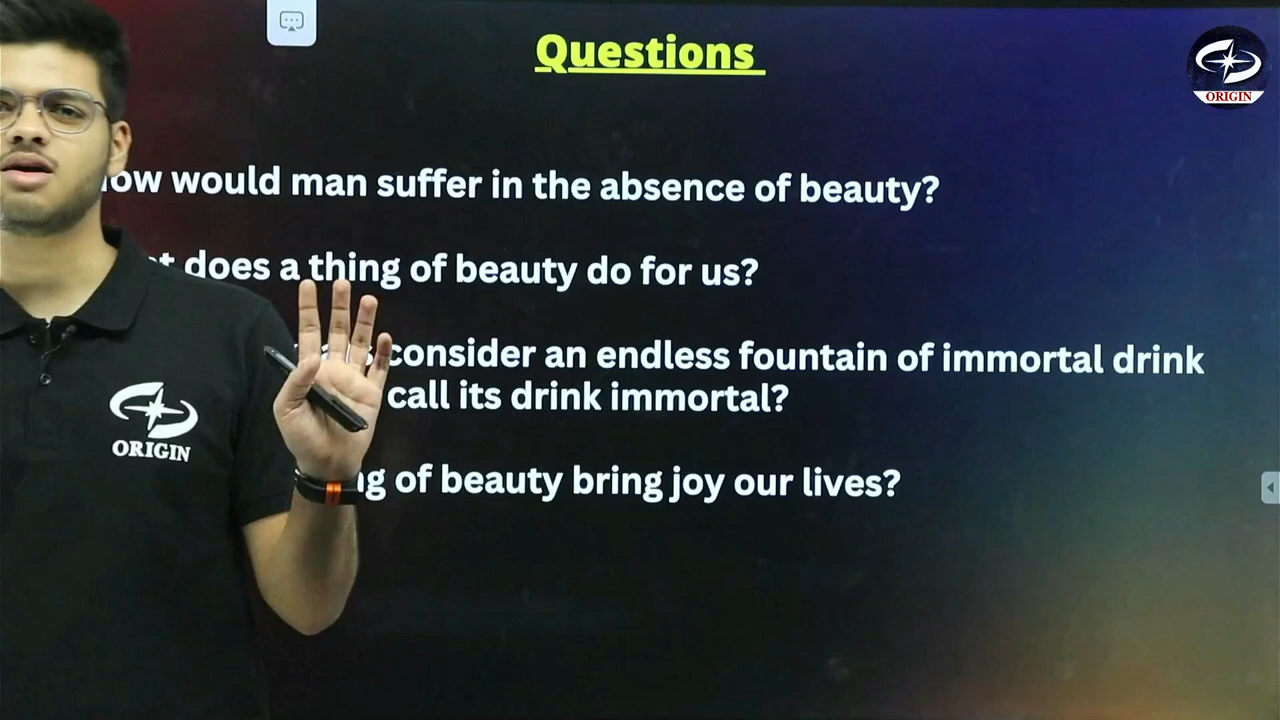 Questions
ORIGIN
would man suffer in the absence of beauty?
does a thing of beauty do for us?
consider an endless fountain of immortal drink
call its drink immortal?
ORIGIN
of beauty bring joy our lives?